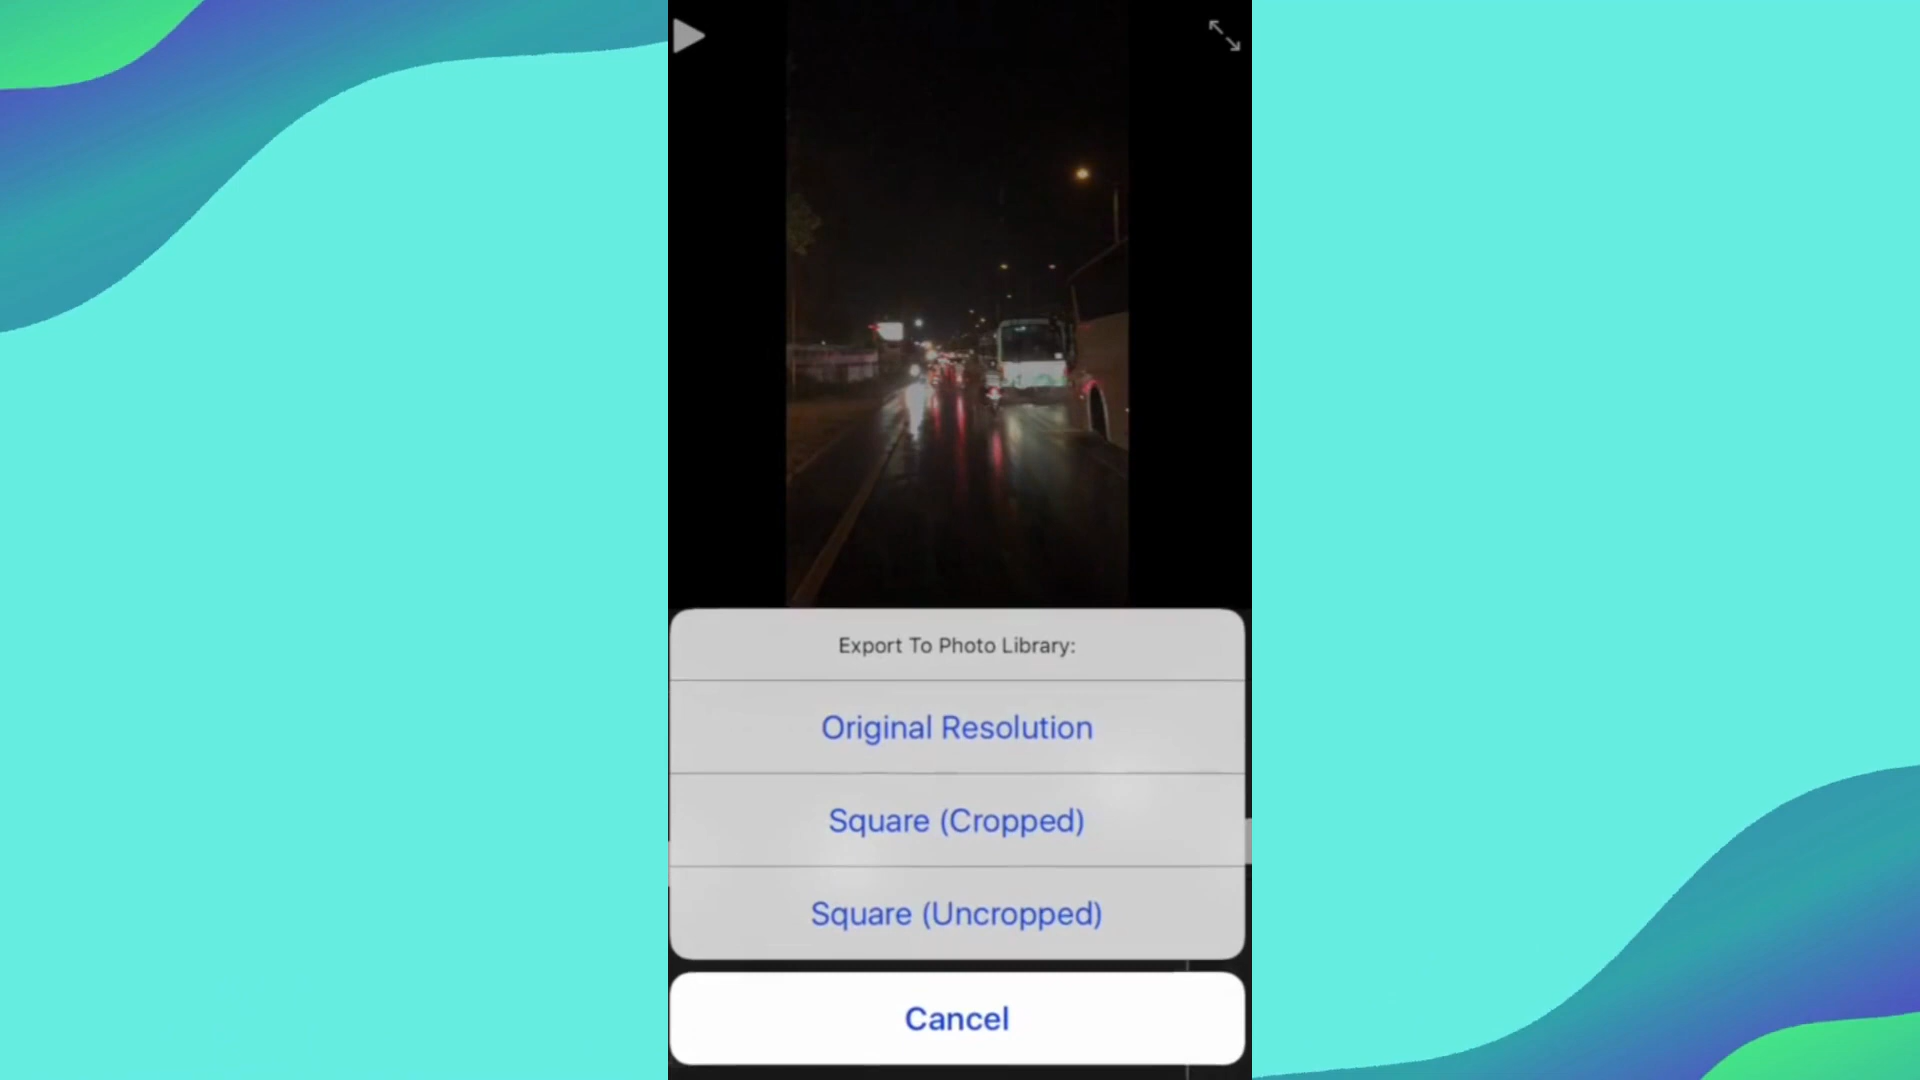 Export To Photo Library:
Original Resolution
Square (Cropped)
Square (Uncropped)
Cancel